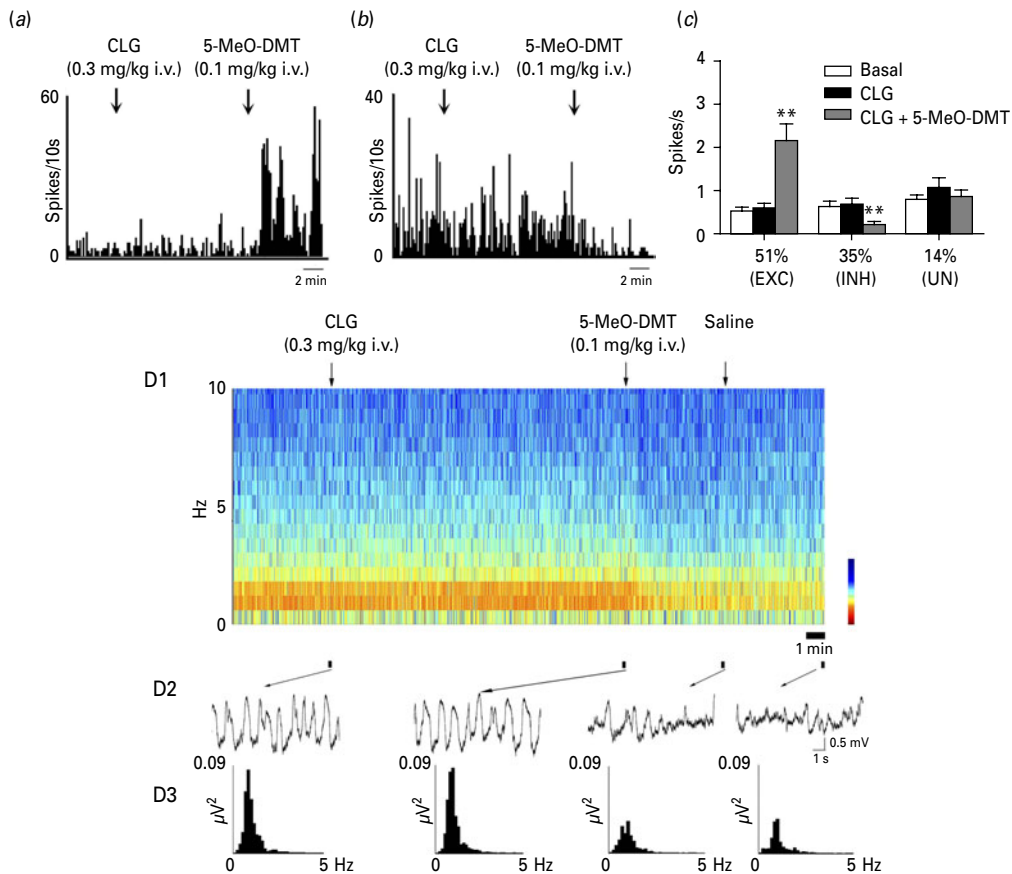 (a)
CLG
(0.3 mg/kg i.v.)
5-MeO-DMT
(0.1 mg/kg i.v.)
60
Spikes/10s
0
2 min
(b)
CLG
(0.3 mg/kg i.v.)
5-MeO-DMT
(0.1 mg/kg i.v.)
40
Spikes/10s
0
2 min
(c)
4
3
2
1
0
Spikes/s
Basal
CLG
CLG + 5-MeO-DMT
**
**
51%
(EXC)
35%
(INH)
14%
(UN)
CLG
(0.3 mg/kg i.v.)
5-MeO-DMT
(0.1 mg/kg i.v.)
Saline
D1
10
5
0
Hz
1 min
D2
0.5 mV
1 s
D3
0.09
µV²
0
5 Hz
0.09
µV²
0
5 Hz
0.09
µV²
0
5 Hz
0.09
µV²
0
5 Hz